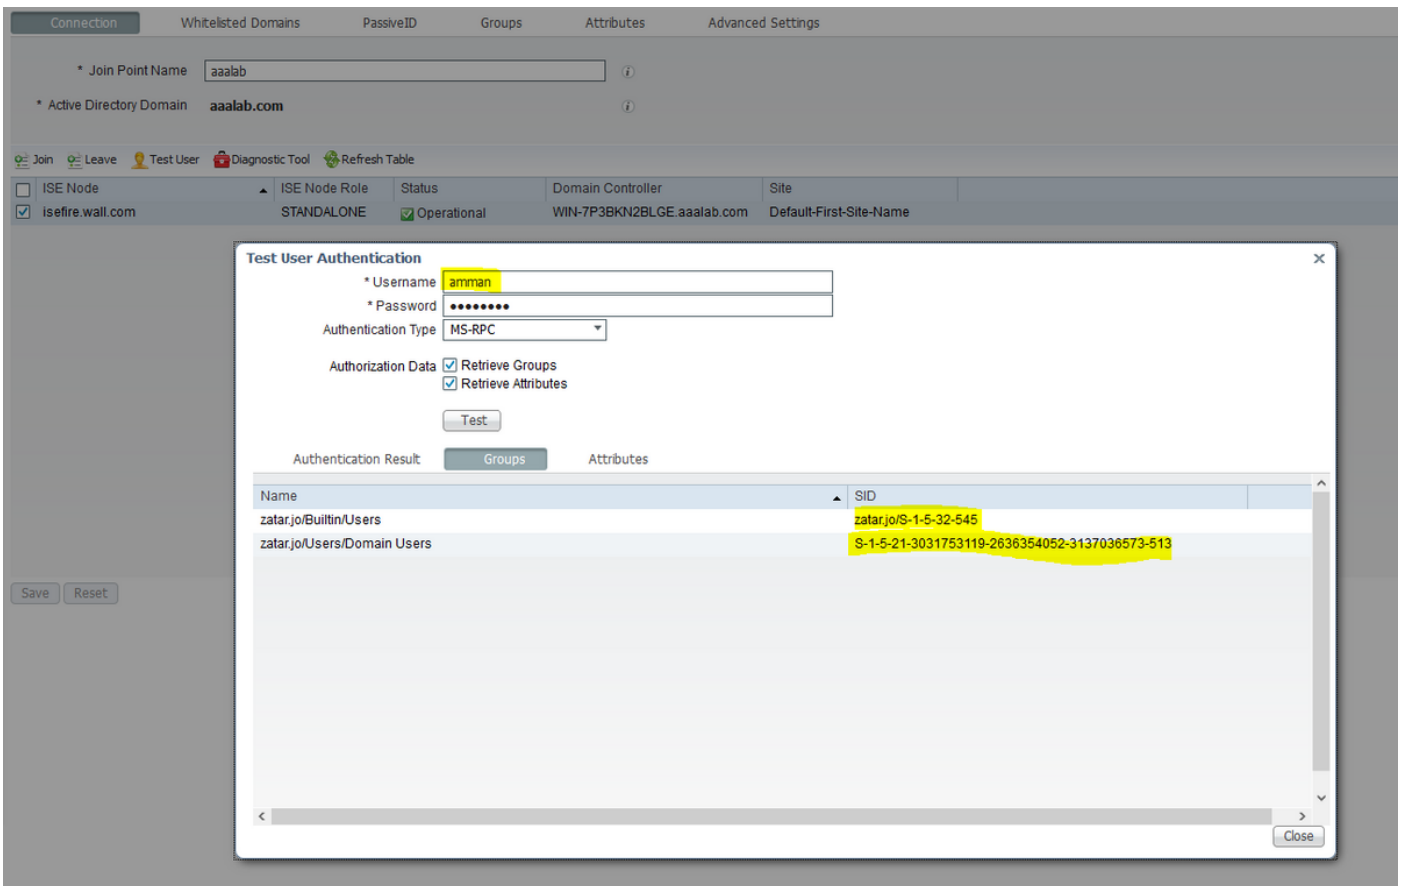 Connection Whitelisted Domains PassiveID Groups Attributes Advanced Settings
* Join Point Name aaalab
* Active Directory Domain aaalab.com
Join Leave Test User Diagnostic Tool Refresh Table
ISE Node ISE Node Role Status Domain Controller Site
isefire.wall.com STANDALONE Operational WIN-7P3BKN2BLGE.aaalab.com Default-First-Site-Name
Test User Authentication
* Username amman
* Password ••••••••
Authentication Type MS-RPC
Authorization Data Retrieve Groups
Retrieve Attributes
Test
Authentication Result Groups Attributes
Name SID
zatar.jo/Builtin/Users zatar.jo/S-1-5-32-545
zatar.jo/Users/Domain Users S-1-5-21-3031753119-2636354052-3137036573-513
Save Reset
Close